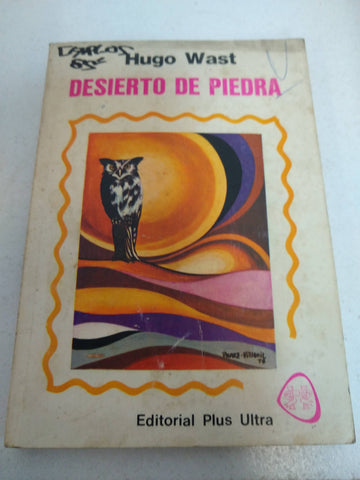 Hugo Wast
DESIERTO DE PIEDRA
Editorial Plus Ultra